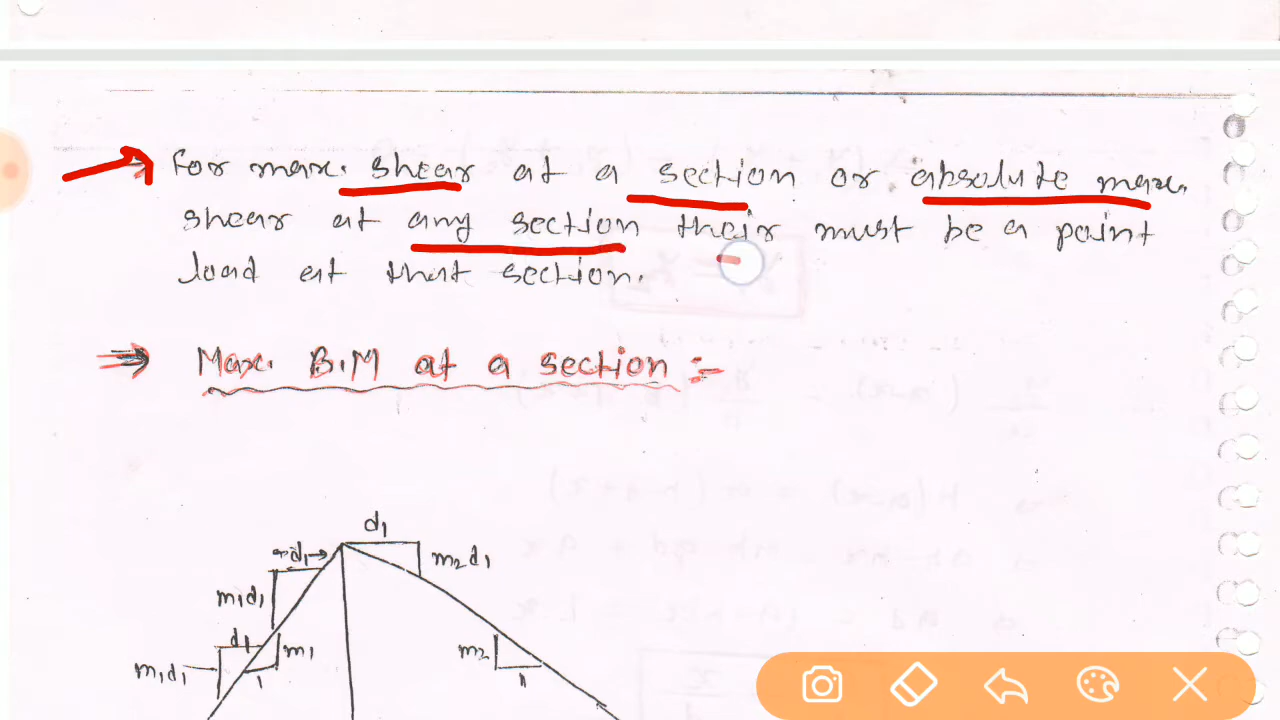 For max. shear at a section or absolute max.
shear at any section their must be a point
load at that section.
⇒ Max. B.M at a section :-
d1
d1→
m2d1
m1d1
d1
m1
m2
m1d1
1